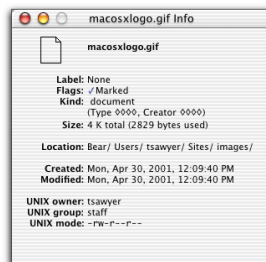 macosxlogo.gif Info
macosxlogo.gif
Label: None
Flags: ✓Marked
Kind: document
(Type ◊◊◊◊, Creator ◊◊◊◊)
Size: 4 K total (2829 bytes used)
Location: Bear/ Users/ tsawyer/ Sites/ images/
Created: Mon, Apr 30, 2001, 12:09:40 PM
Modified: Mon, Apr 30, 2001, 12:09:40 PM
UNIX owner: tsawyer
UNIX group: staff
UNIX mode: -rw-r--r--